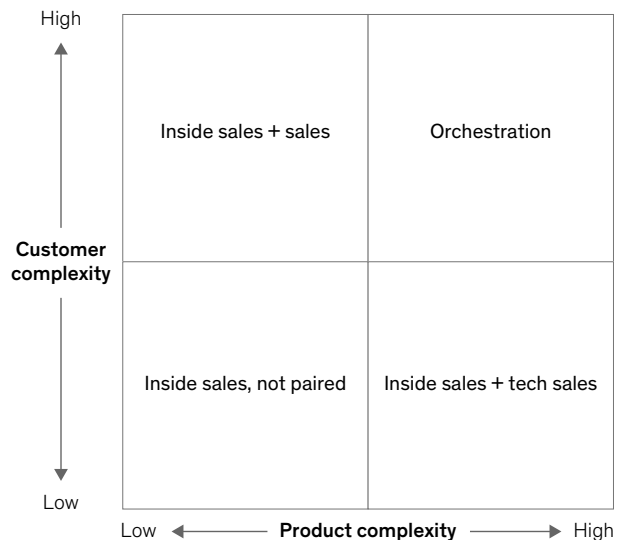 High
Inside sales + sales
Orchestration
Customer
complexity
Inside sales, not paired
Inside sales + tech sales
Low
Low
Product complexity
High